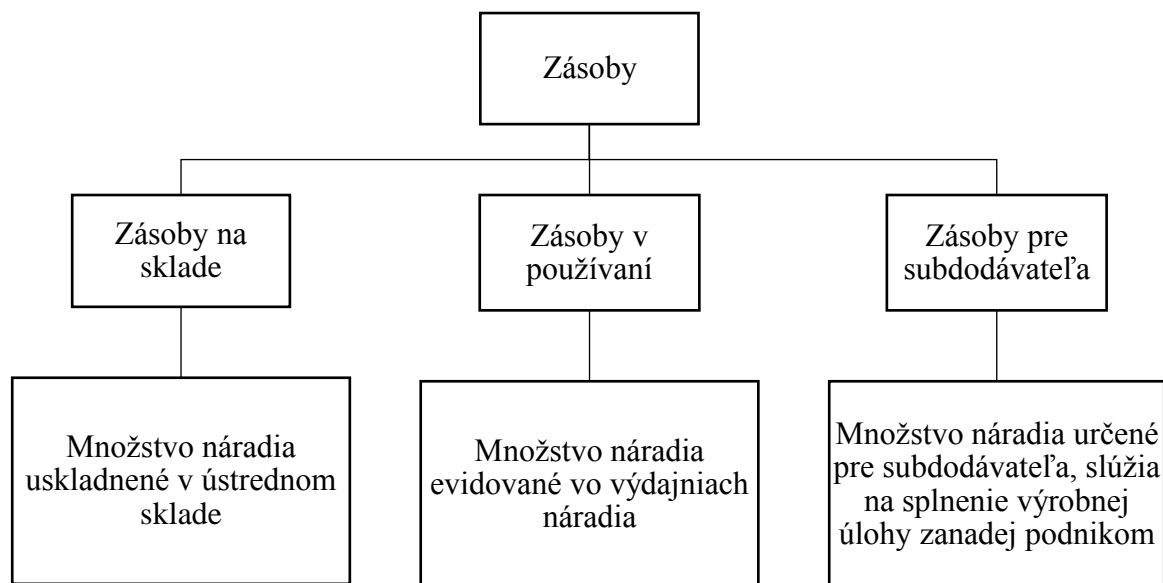 Zásoby
Zásoby na
sklade
Zásoby v
používaní
Zásoby pre
subdodávateľa
Množstvo náradia
uskladnené v ústrednom
sklade
Množstvo náradia
evidované vo výdajniach
náradia
Množstvo náradia určené
pre subdodávateľa, slúžia
na splnenie výrobnej
úlohy zanadej podnikom